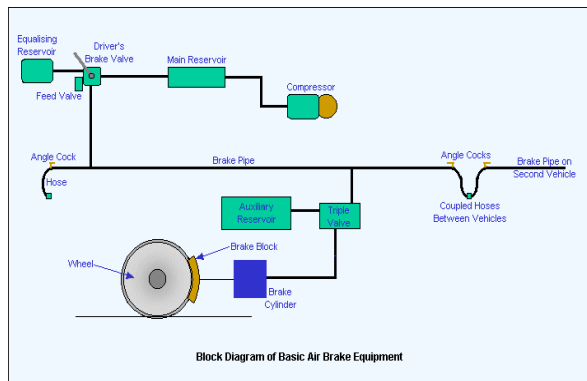 Equalising
Reservoir
Driver's
Brake Valve
Main Reservoir
Compressor
Feed Valve
Angle Cock
Hose
Brake Pipe
Angle Cocks
Brake Pipe on
Second Vehicle
Coupled Hoses
Between Vehicles
Auxiliary
Reservoir
Triple
Valve
Brake Block
Wheel
Brake
Cylinder
Block Diagram of Basic Air Brake Equipment